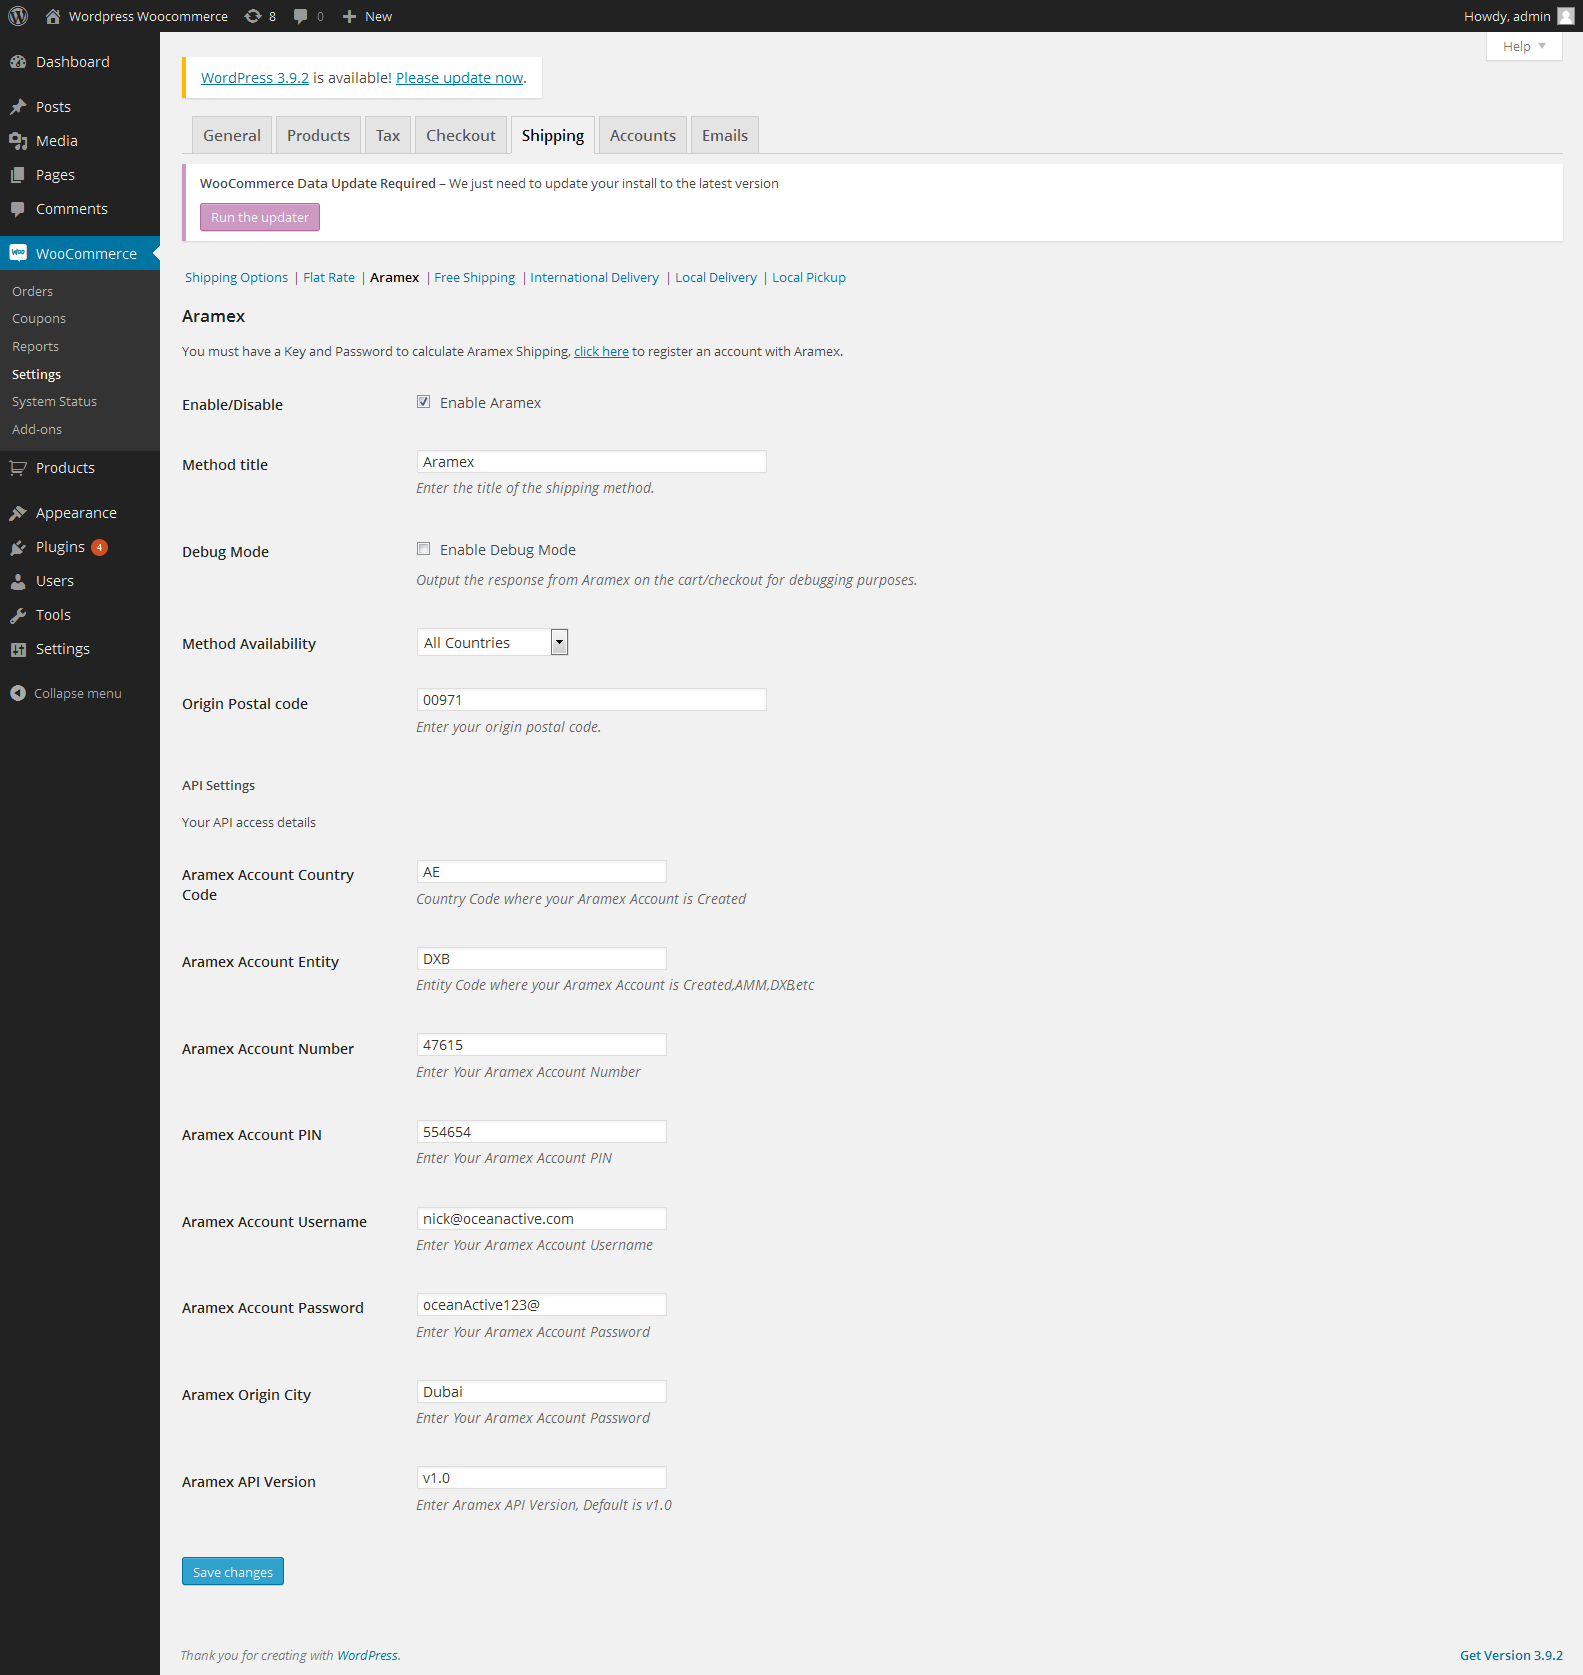 Wordpress Woocommerce 8 0 New Howdy, admin
Help
Dashboard
Posts
Media
Pages
Comments
WooCommerce
Orders
Coupons
Reports
Settings
System Status
Add-ons
Products
Appearance
Plugins 4
Users
Tools
Settings
Collapse menu
WordPress 3.9.2 is available! Please update now.
General Products Tax Checkout Shipping Accounts Emails
WooCommerce Data Update Required – We just need to update your install to the latest version
Run the updater
Shipping Options | Flat Rate | Aramex | Free Shipping | International Delivery | Local Delivery | Local Pickup
Aramex
You must have a Key and Password to calculate Aramex Shipping, click here to register an account with Aramex.
Enable/Disable Enable Aramex
Method title Aramex
Enter the title of the shipping method.
Debug Mode Enable Debug Mode
Output the response from Aramex on the cart/checkout for debugging purposes.
Method Availability All Countries
Origin Postal code 00971
Enter your origin postal code.
API Settings
Your API access details
Aramex Account Country
Code
AE
Country Code where your Aramex Account is Created
Aramex Account Entity DXB
Entity Code where your Aramex Account is Created,AMM,DXB,etc
Aramex Account Number 47615
Enter Your Aramex Account Number
Aramex Account PIN 554654
Enter Your Aramex Account PIN
Aramex Account Username nick@oceanactive.com
Enter Your Aramex Account Username
Aramex Account Password oceanActive123@
Enter Your Aramex Account Password
Aramex Origin City Dubai
Enter Your Aramex Account Password
Aramex API Version v1.0
Enter Aramex API Version, Default is v1.0
Save changes
Thank you for creating with WordPress. Get Version 3.9.2